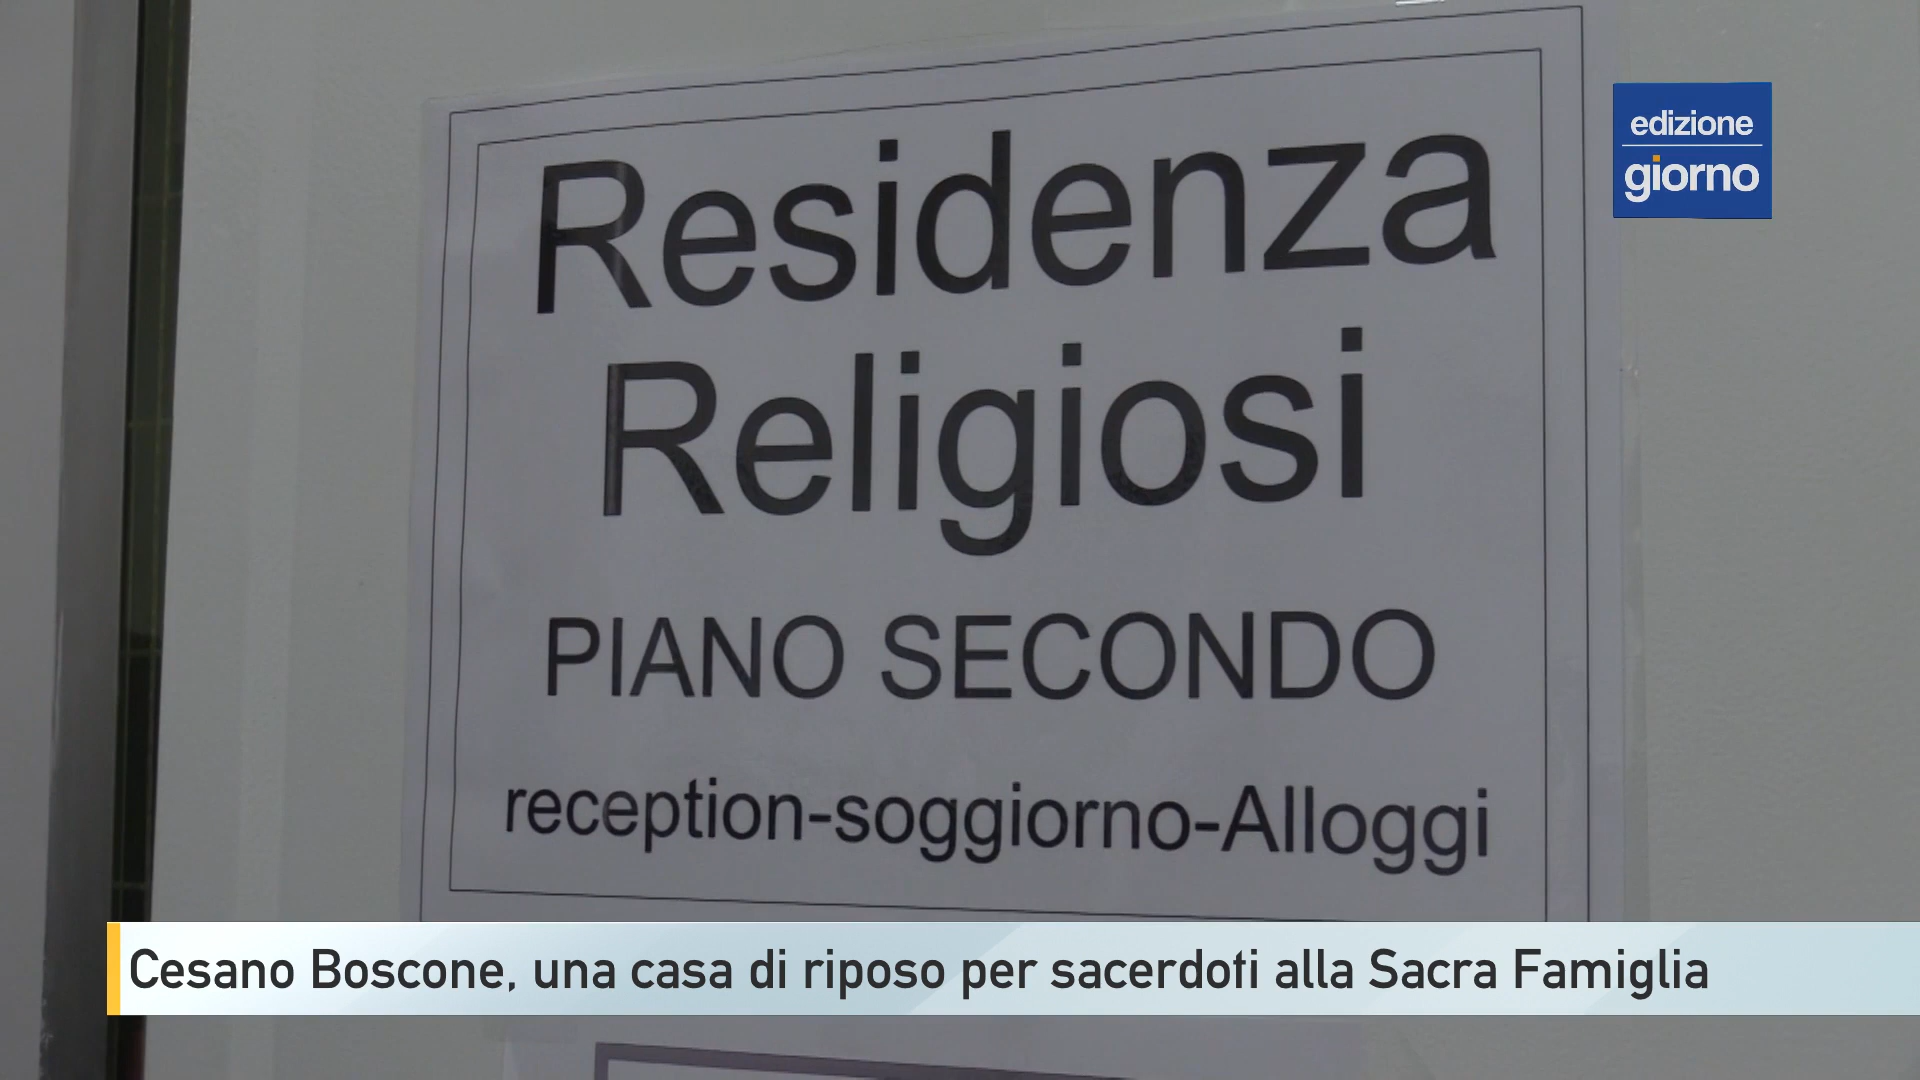 edizione
giorno
Residenza
Religiosi
PIANO SECONDO
reception-soggiorno-Alloggi
Cesano Boscone, una casa di riposo per sacerdoti alla Sacra Famiglia